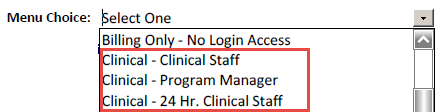 Menu Choice: Select One
Billing Only - No Login Access
Clinical - Clinical Staff
Clinical - Program Manager
Clinical - 24 Hr. Clinical Staff